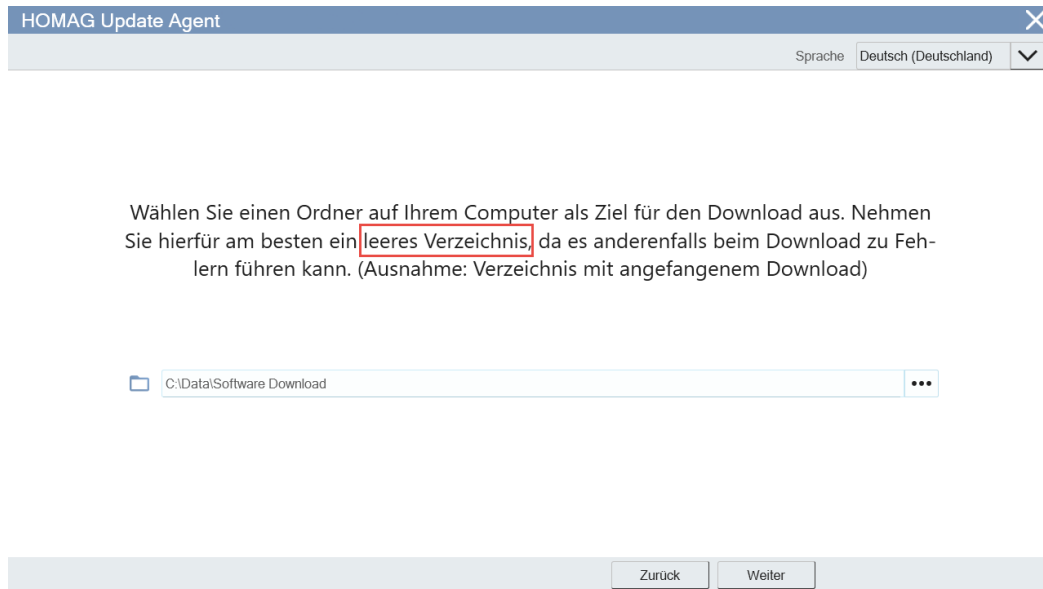 HOMAG Update Agent
Sprache Deutsch (Deutschland)
Wählen Sie einen Ordner auf Ihrem Computer als Ziel für den Download aus. Nehmen
Sie hierfür am besten ein leeres Verzeichnis, da es anderenfalls beim Download zu Feh-
lern führen kann. (Ausnahme: Verzeichnis mit angefangenem Download)
C:\Data\Software Download
Zurück Weiter